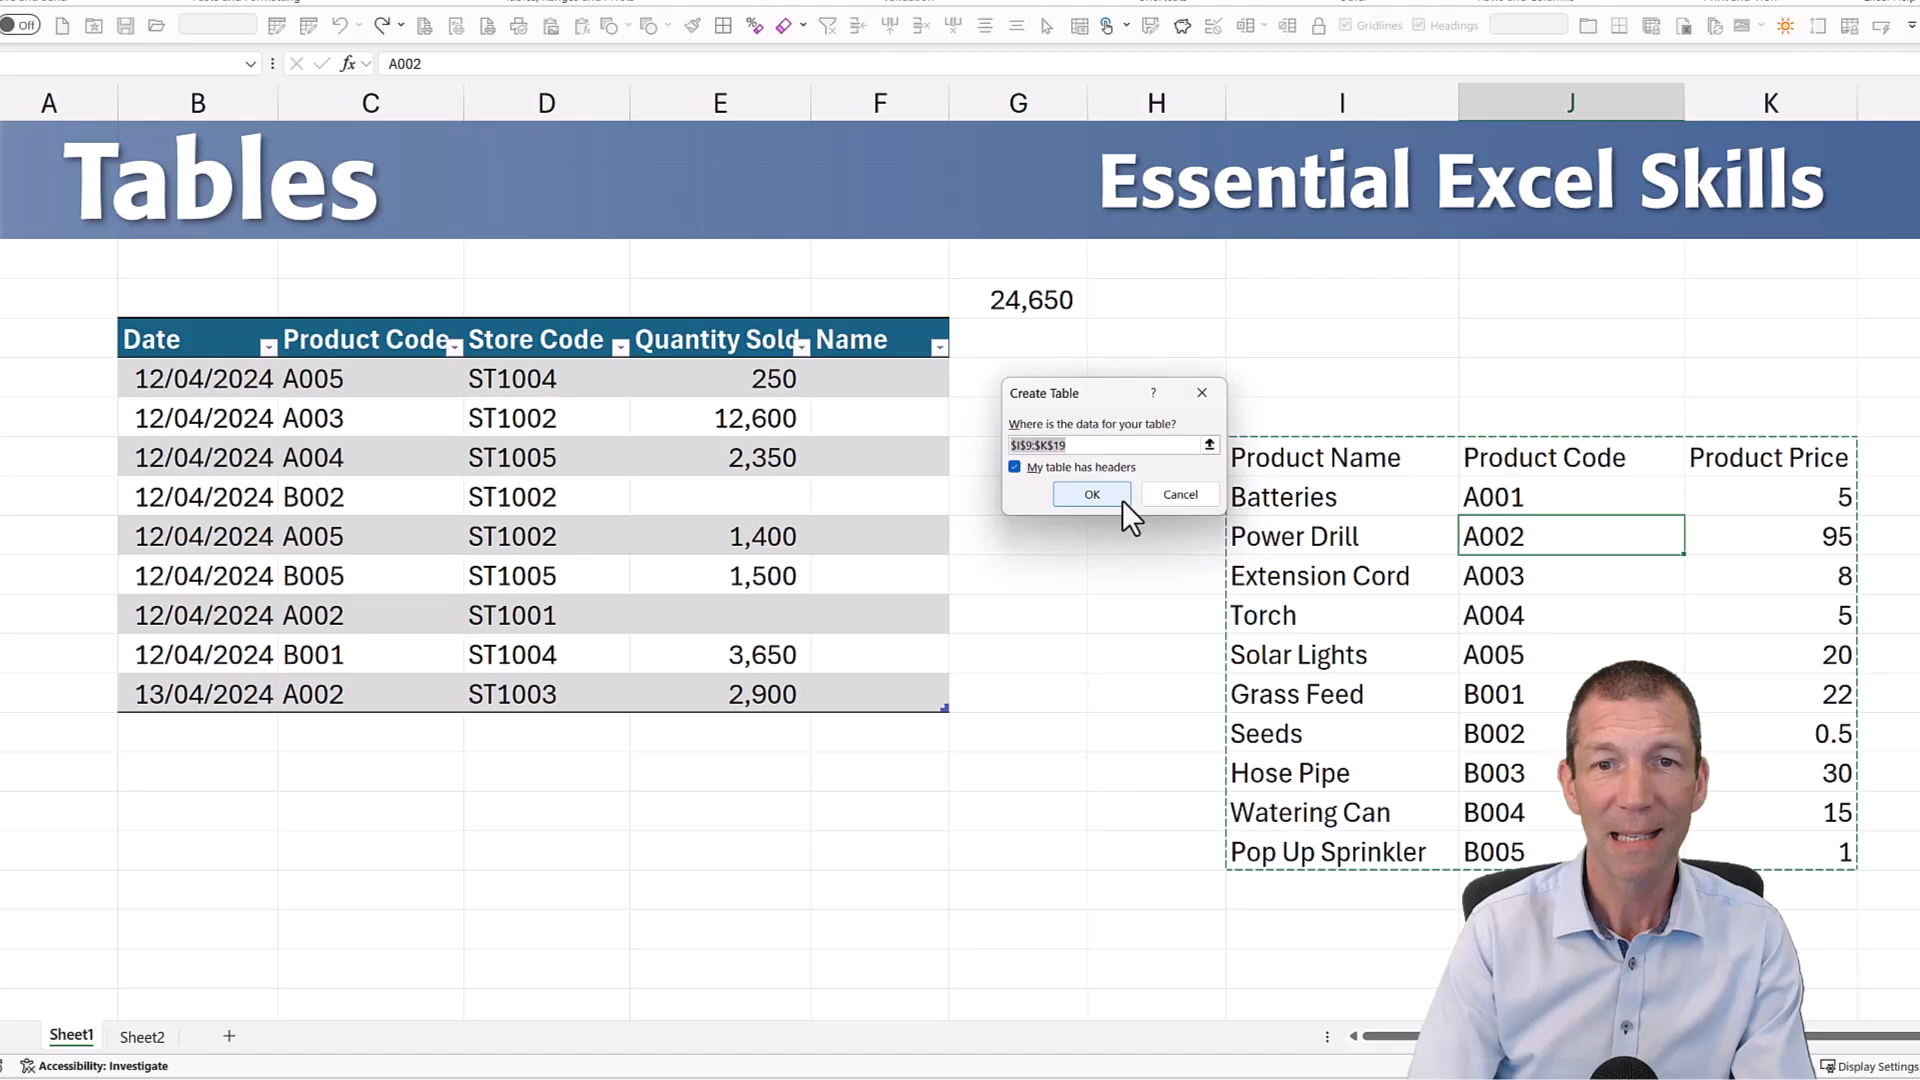 Off
Gridlines
Headings
fx
A002
A B C D E F G H I J K
Tables
Essential Excel Skills
24,650
Date Product Code Store Code Quantity Sold Name
12/04/2024 A005 ST1004 250
12/04/2024 A003 ST1002 12,600
12/04/2024 A004 ST1005 2,350
12/04/2024 B002 ST1002
12/04/2024 A005 ST1002 1,400
12/04/2024 B005 ST1005 1,500
12/04/2024 A002 ST1001
12/04/2024 B001 ST1004 3,650
13/04/2024 A002 ST1003 2,900
Create Table ?
Where is the data for your table?
$I$9:$K$19
My table has headers
OK
Cancel
Product Name Product Code Product Price
Batteries A001 5
Power Drill A002 95
Extension Cord A003 8
Torch A004 5
Solar Lights A005 20
Grass Feed B001 22
Seeds B002 0.5
Hose Pipe B003 30
Watering Can B004 15
Pop Up Sprinkler B005 1
Sheet1
Sheet2
Accessibility: Investigate
Display Settings